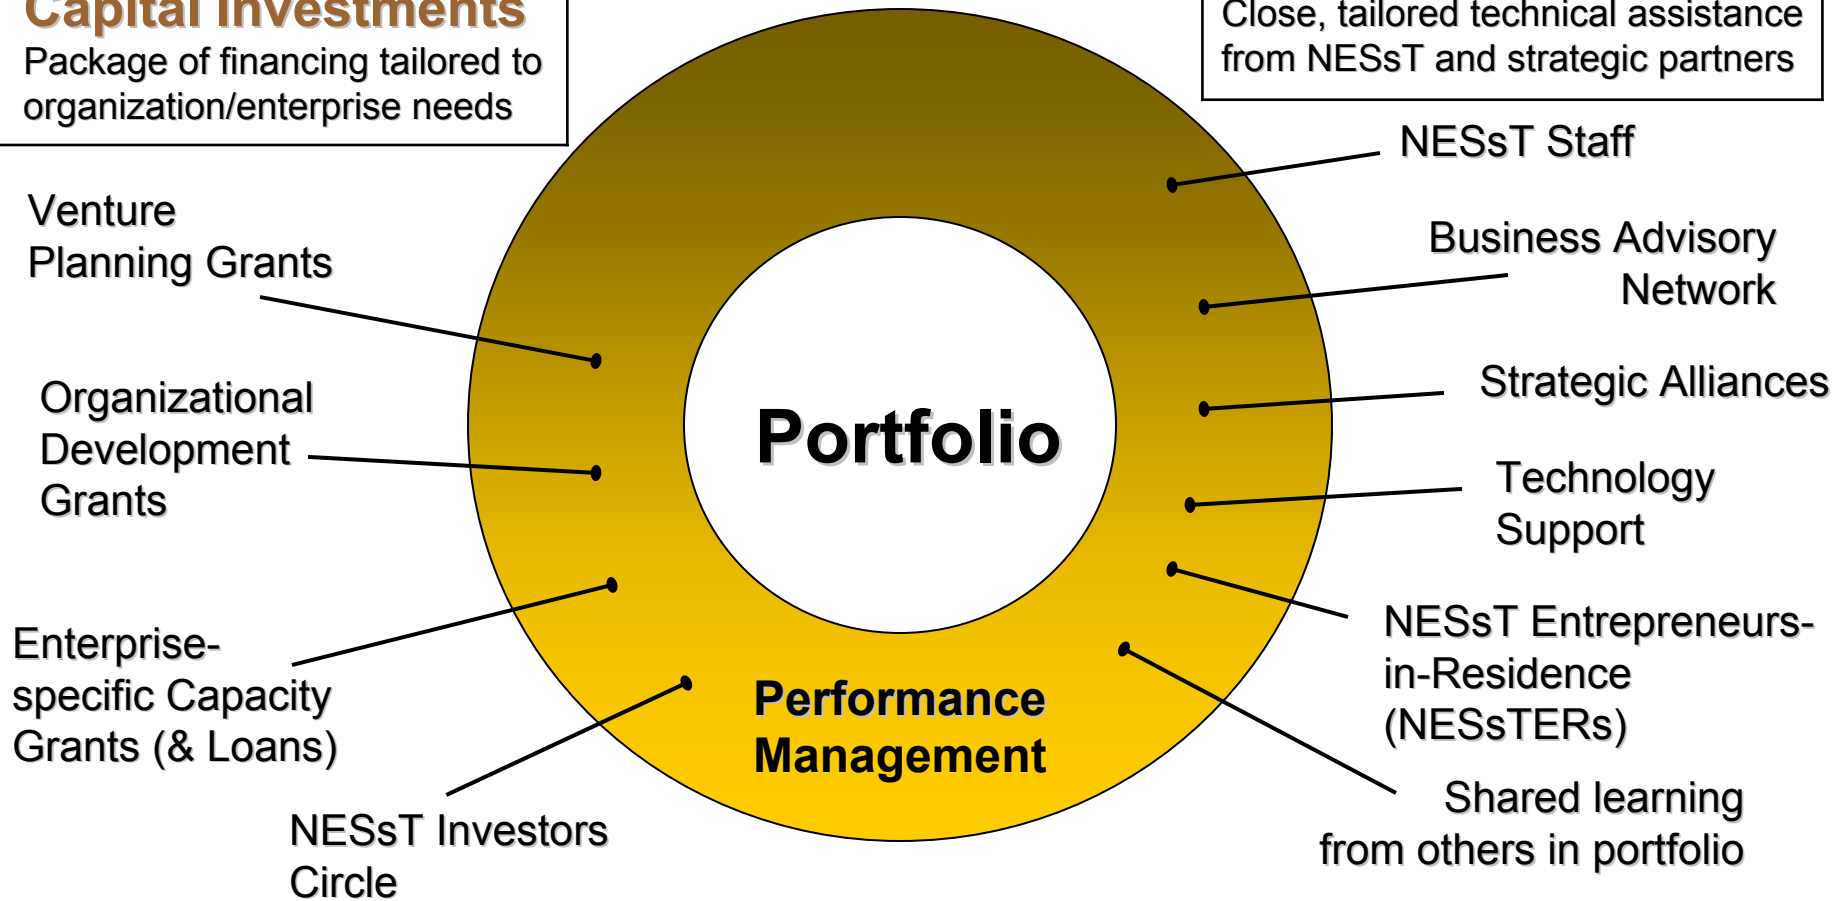 Capital Investments
Package of financing tailored to
organization/enterprise needs
Close, tailored technical assistance
from NESsT and strategic partners
Venture
Planning Grants
Organizational
Development
Grants
Enterprise-
specific Capacity
Grants (& Loans)
NESsT Investors
Circle
Portfolio
Performance
Management
NESsT Staff
Business Advisory
Network
Strategic Alliances
Technology
Support
NESsT Entrepreneurs-
in-Residence
(NESsTERs)
Shared learning
from others in portfolio